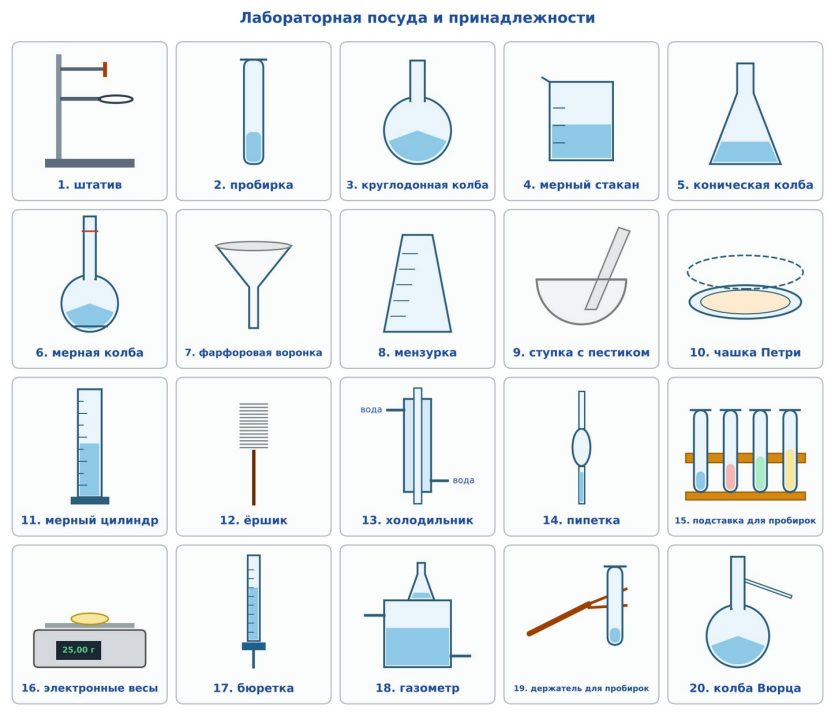 Лабораторная посуда и принадлежности
1. штатив
2. пробирка
3. круглодонная колба
4. мерный стакан
5. коническая колба
6. мерная колба
7. фарфоровая воронка
8. мензурка
9. ступка с пестиком
10. чашка Петри
11. мерный цилиндр
12. ёршик
вода
вода
13. холодильник
14. пипетка
15. подставка для пробирок
25,00 г
16. электронные весы
17. бюретка
18. газометр
19. держатель для пробирок
20. колба Вюрца